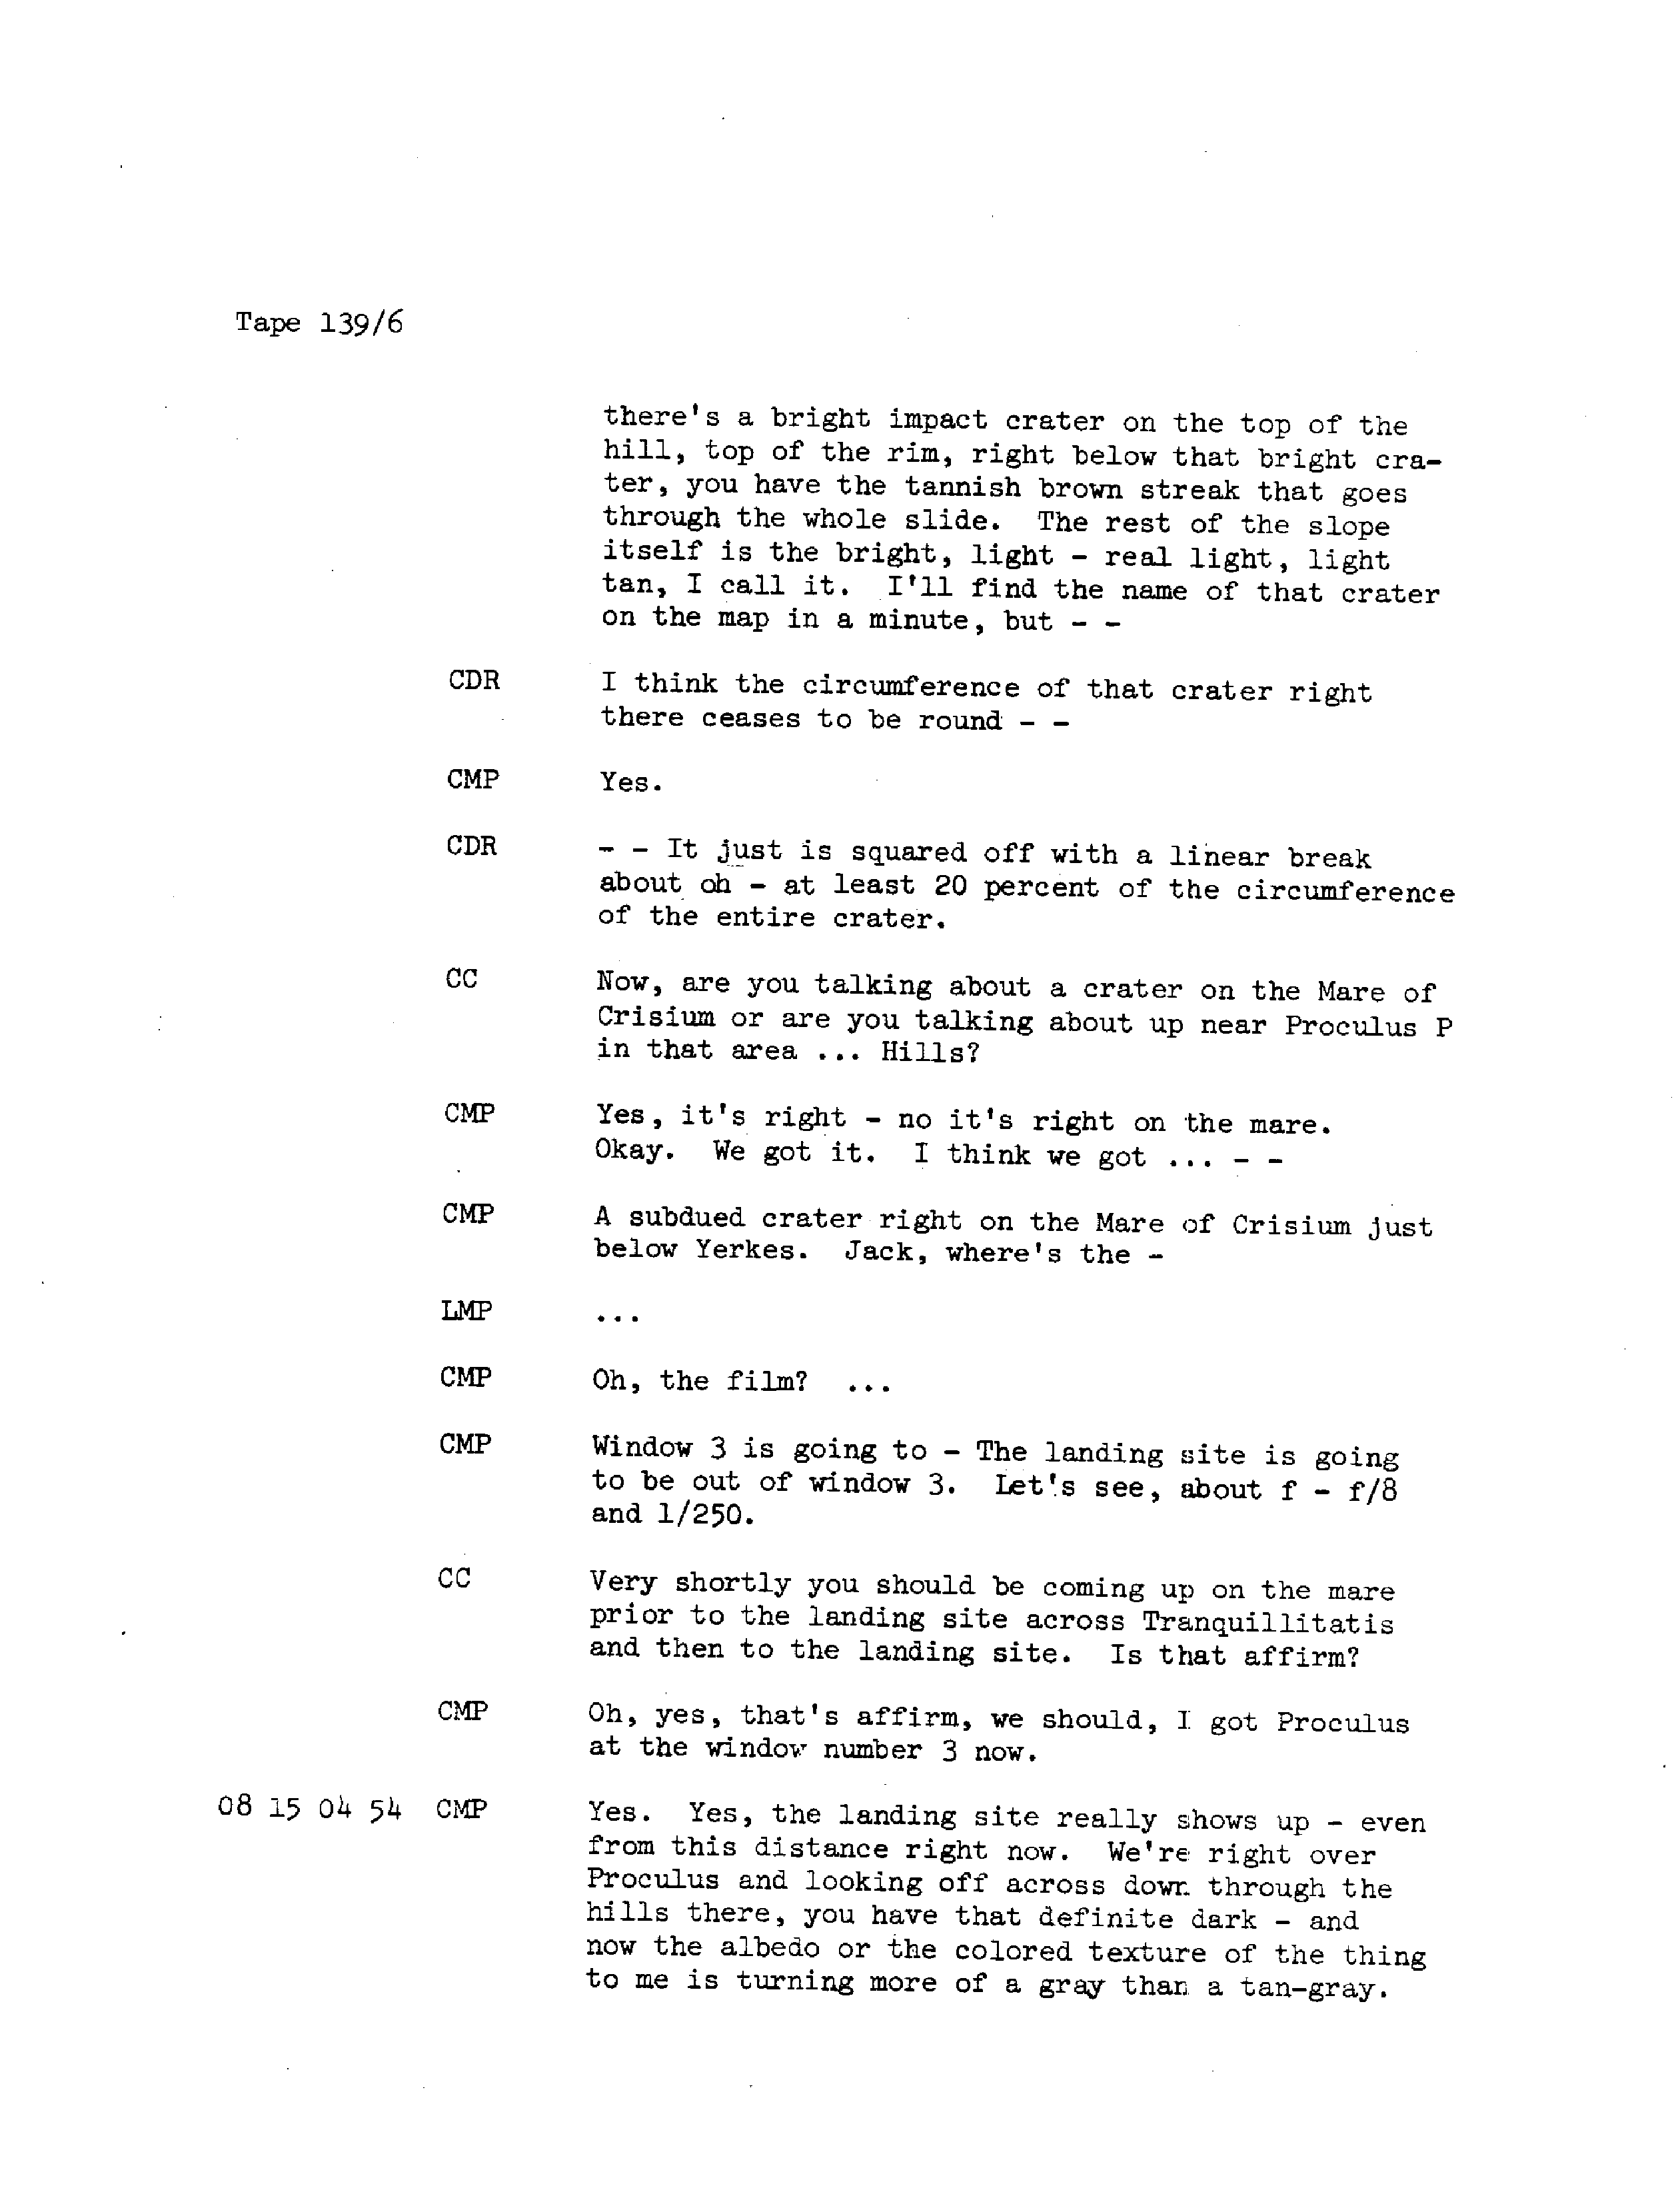 Tape 139/6
there's a bright impact crater on the top of the
hill, top of the rim, right below that bright cra-
ter, you have the tannish brown streak that goes
through the whole slide. The rest of the slope
itself is the bright, light - real light, light
tan, I call it. I'll find the name of that crater
on the map in a minute, but - -
CDR I think the circumference of that crater right
there ceases to be round - -
CMP Yes.
CDR - - It just is squared off with a linear break
about oh - at least 20 percent of the circumference
of the entire crater.
CC Now, are you talking about a crater on the Mare of
Crisium or are you talking about up near Proculus P
in that area ... Hills?
CMP Yes, it's right - no it's right on the mare.
Okay. We got it. I think we got ... - -
CMP A subdued crater right on the Mare of Crisium just
below Yerkes. Jack, where's the -
LMP ...
CMP Oh, the film? ...
CMP Window 3 is going to - The landing site is going
to be out of window 3. Let's see, about f - f/8
and 1/250.
CC Very shortly you should be coming up on the mare
prior to the landing site across Tranquillitatis
and then to the landing site. Is that affirm?
CMP Oh, yes, that's affirm, we should, I got Proculus
at the window number 3 now.
08 15 04 54 CMP Yes. Yes, the landing site really shows up - even
from this distance right now. We're right over
Proculus and looking off across down through the
hills there, you have that definite dark - and
now the albedo or the colored texture of the thing
to me is turning more of a gray than a tan-gray.